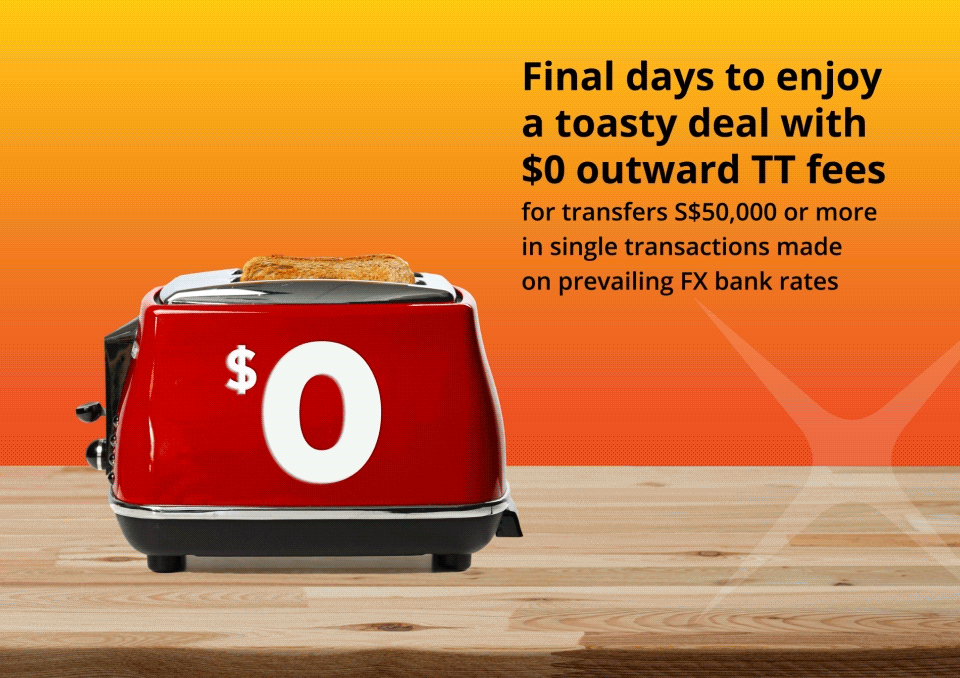 Final days to enjoy
a toasty deal with
$0 outward TT fees
for transfers S$50,000 or more
in single transactions made
on prevailing FX bank rates
$0